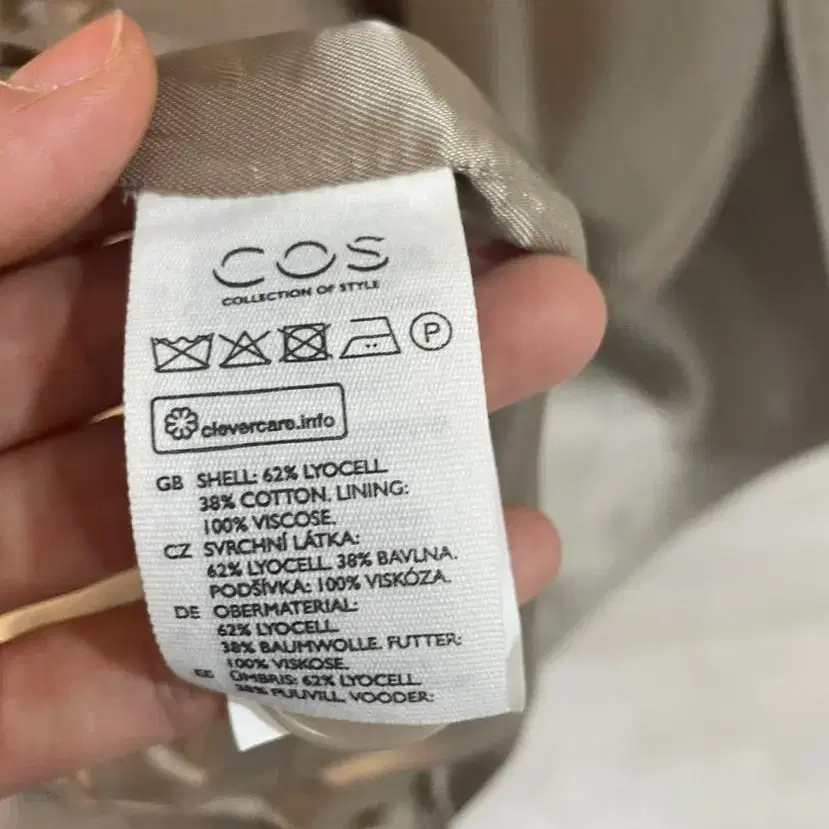 COS
COLLECTION OF STYLE
P
clevercare.info
GB SHELL: 62% LYOCELL
38% COTTON. LINING:
100% VISCOSE.
CZ SVRCHNÍ LÁTKA:
62% LYOCELL. 38% BAVLNA.
PODŠÍVKA: 100% VISKÓZA.
DE OBERMATERIAL:
62% LYOCELL.
38% BAUMWOLLE. FUTTER:
100% VISKOSE.
EE OMBRIS: 62% LYOCELL.
38% PUUVILL. VOODER: